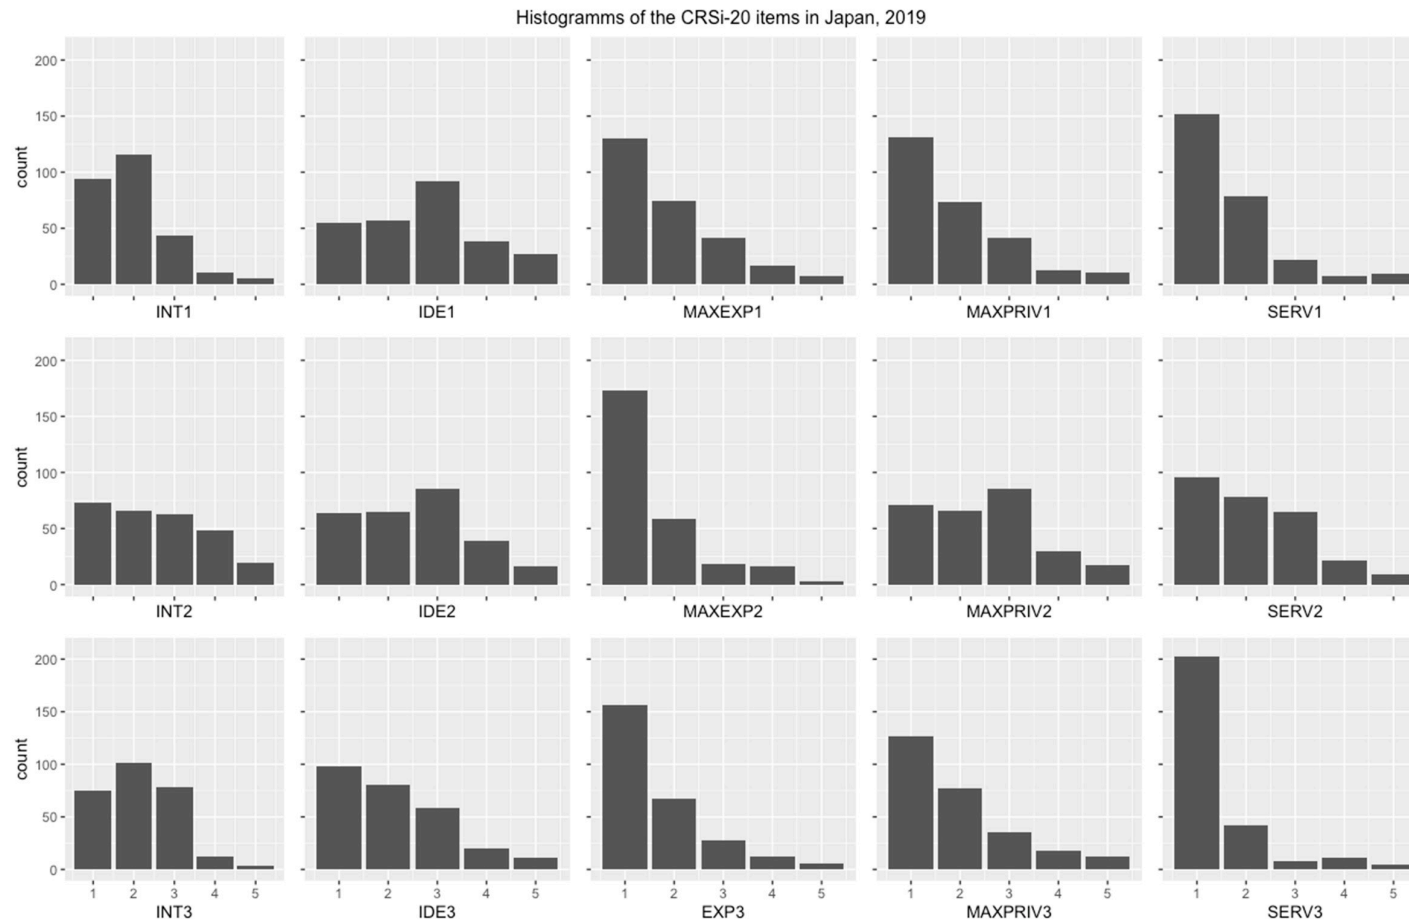 Histogramms of the CRSi-20 items in Japan, 2019
200
150
100
50
0
count
INT1
IDE1
MAXEXP1
MAXPRIV1
SERV1
200
150
100
50
0
count
INT2
IDE2
MAXEXP2
MAXPRIV2
SERV2
200
150
100
50
0
count
1 2 3 4 5
1 2 3 4 5
1 2 3 4 5
1 2 3 4 5
1 2 3 4 5
INT3
IDE3
EXP3
MAXPRIV3
SERV3